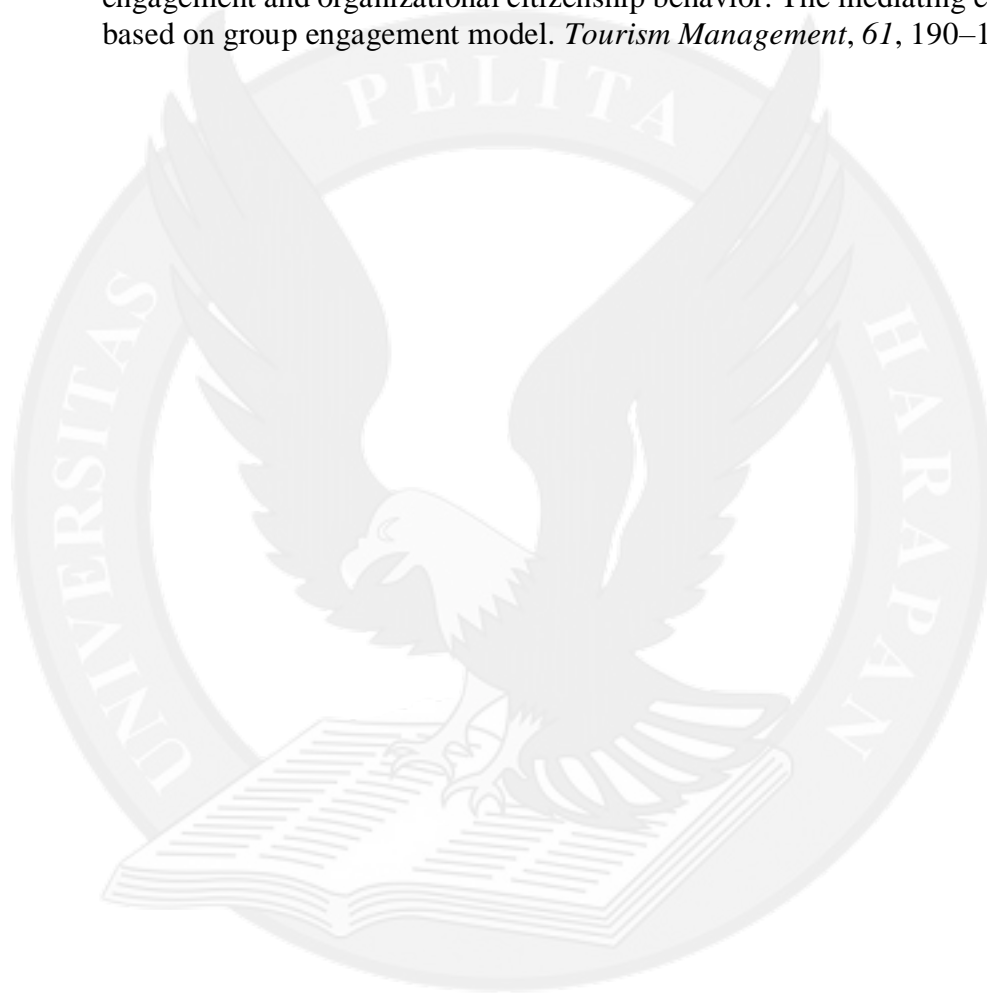 engagement and organizational citizenship behavior: The mediating
based on group engagement model. Tourism Management, 61, 190–1
UNIVERSITAS PELITA HARAPAN